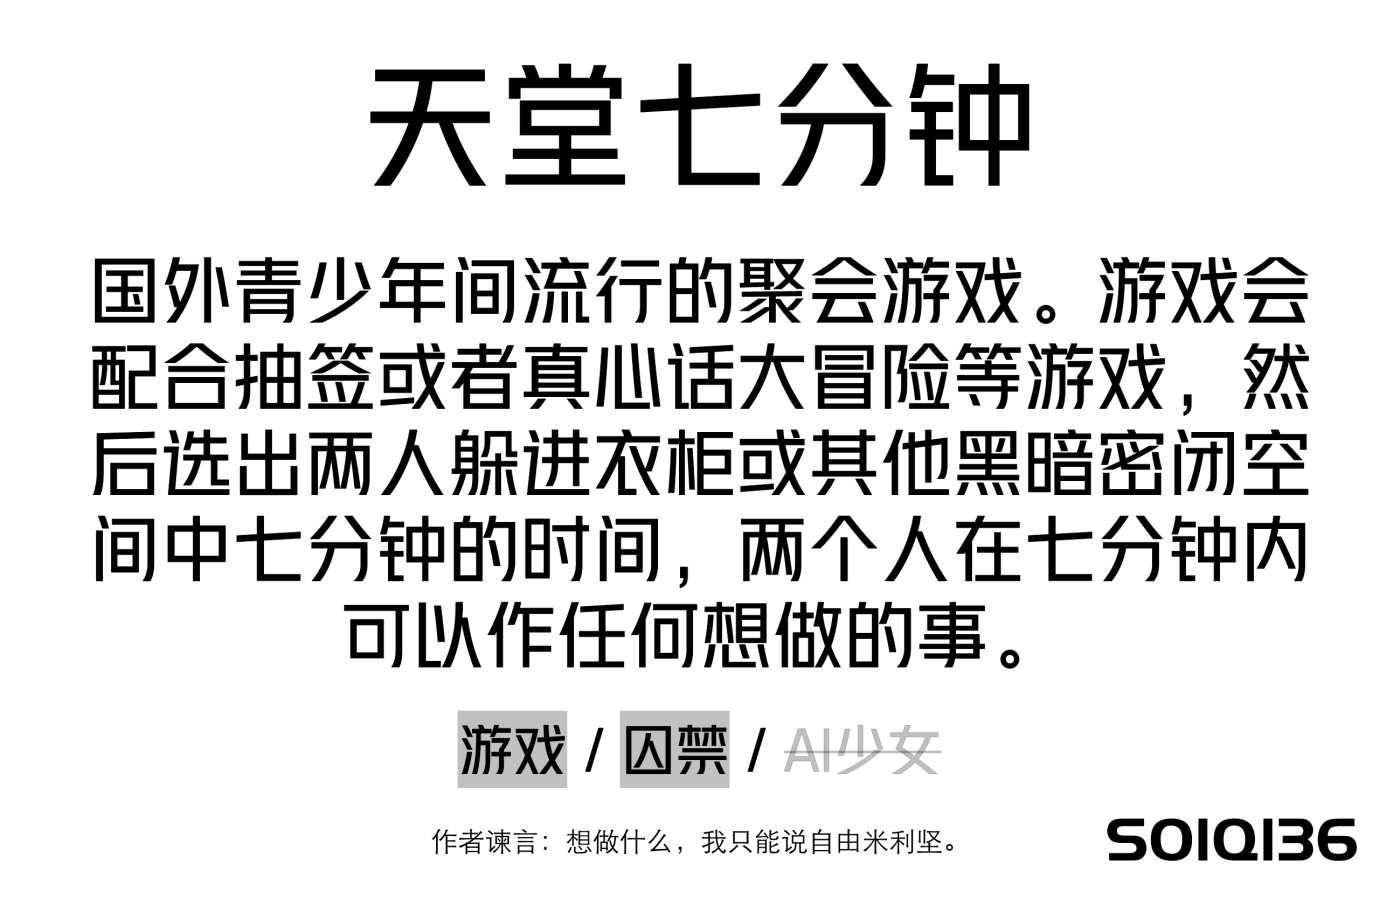 天堂七分钟
国外青少年间流行的聚会游戏。游戏会
配合抽签或者真心话大冒险等游戏，然
后选出两人躲进衣柜或其他黑暗密闭空
间中七分钟的时间，两个人在七分钟内
可以作任何想做的事。
游戏 / 囚禁 / AI少女
作者谏言：想做什么，我只能说自由米利坚。
SOIQI36